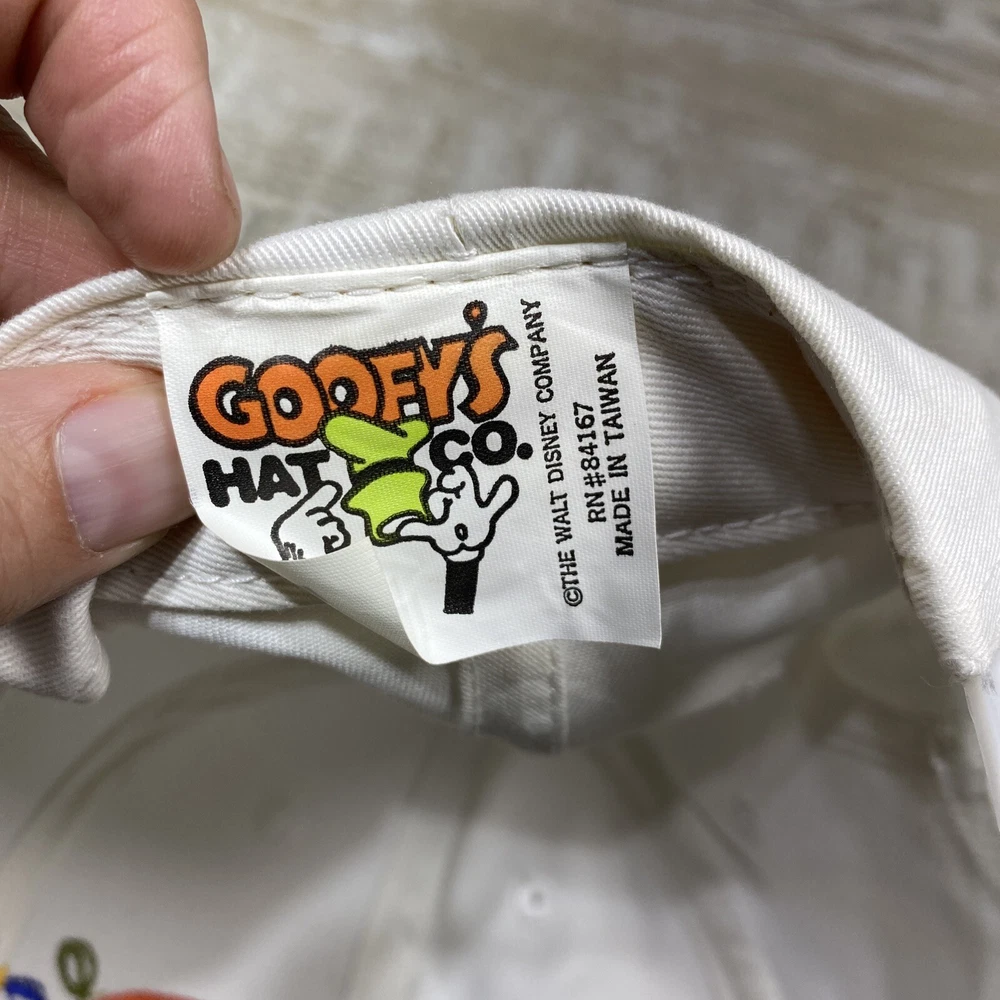 GOOFY'S
HAT CO.
©THE WALT DISNEY COMPANY
RN#84167
MADE IN TAIWAN